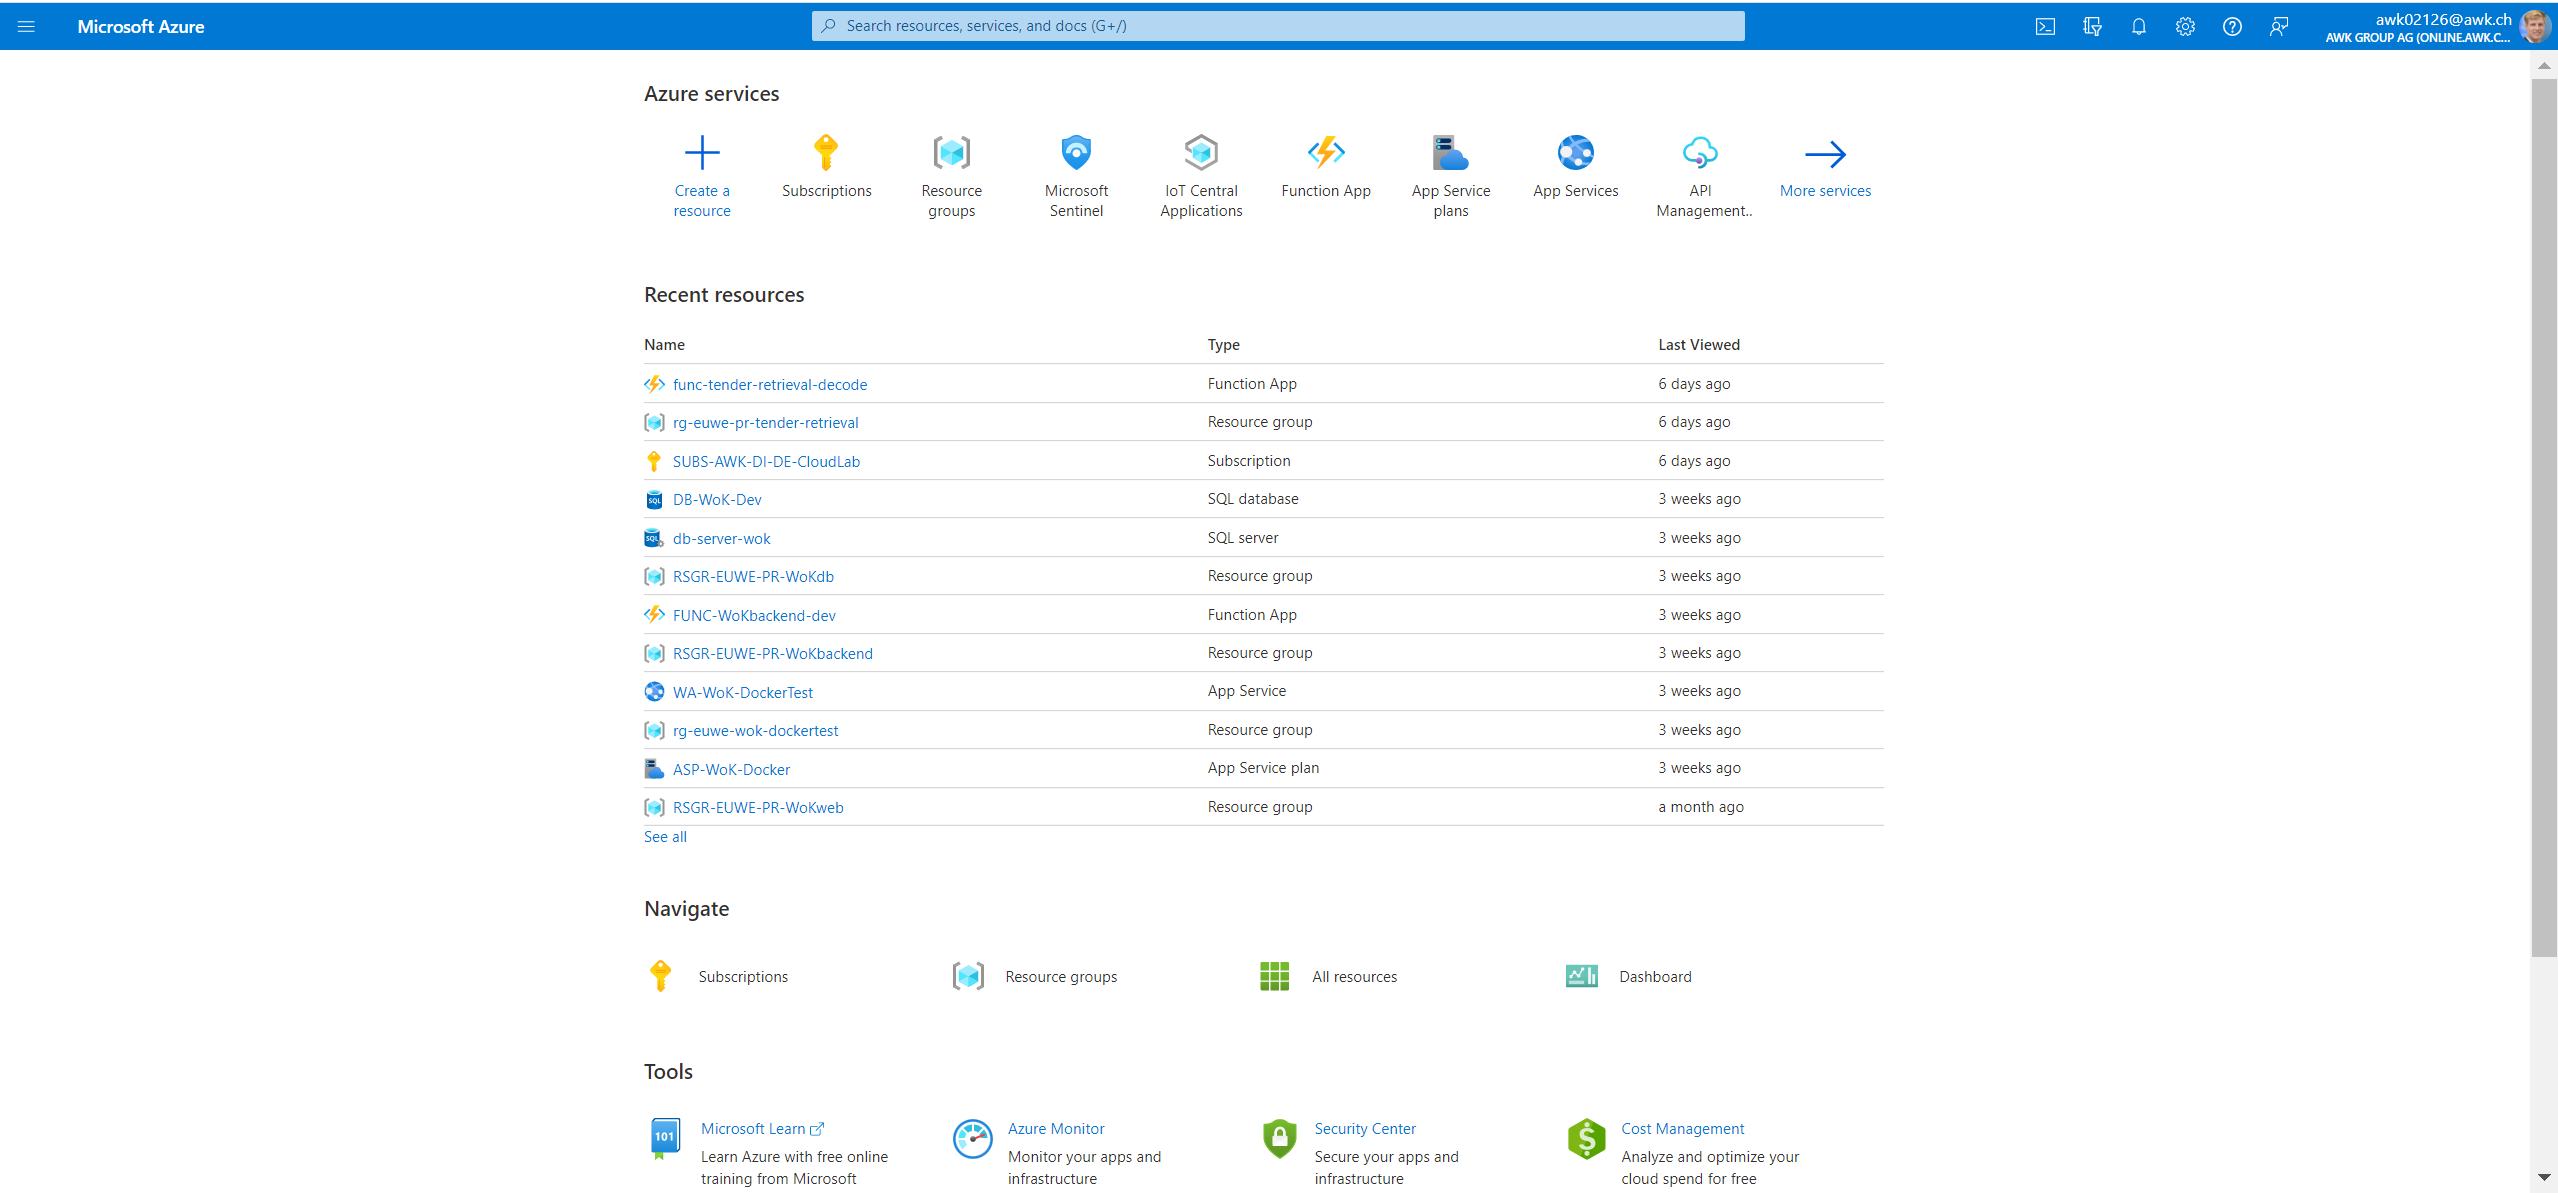 Microsoft Azure
Search resources, services, and docs (G+/)
awk02126@awk.ch
AWK GROUP AG (ONLINE.AWK.C...
Azure services
Create a resource
Subscriptions
Resource groups
Microsoft Sentinel
IoT Central Applications
Function App
App Service plans
App Services
API Management..
More services
Recent resources
Name Type Last Viewed
func-tender-retrieval-decode Function App 6 days ago
rg-euwe-pr-tender-retrieval Resource group 6 days ago
SUBS-AWK-DI-DE-CloudLab Subscription 6 days ago
DB-WoK-Dev SQL database 3 weeks ago
db-server-wok SQL server 3 weeks ago
RSGR-EUWE-PR-WoKdb Resource group 3 weeks ago
FUNC-WoKbackend-dev Function App 3 weeks ago
RSGR-EUWE-PR-WoKbackend Resource group 3 weeks ago
WA-WoK-DockerTest App Service 3 weeks ago
rg-euwe-wok-dockertest Resource group 3 weeks ago
ASP-WoK-Docker App Service plan 3 weeks ago
RSGR-EUWE-PR-WoKweb Resource group a month ago
See all
Navigate
Subscriptions
Resource groups
All resources
Dashboard
Tools
101
Microsoft Learn
Learn Azure with free online
training from Microsoft
Azure Monitor
Monitor your apps and
infrastructure
Security Center
Secure your apps and
infrastructure
Cost Management
Analyze and optimize your
cloud spend for free